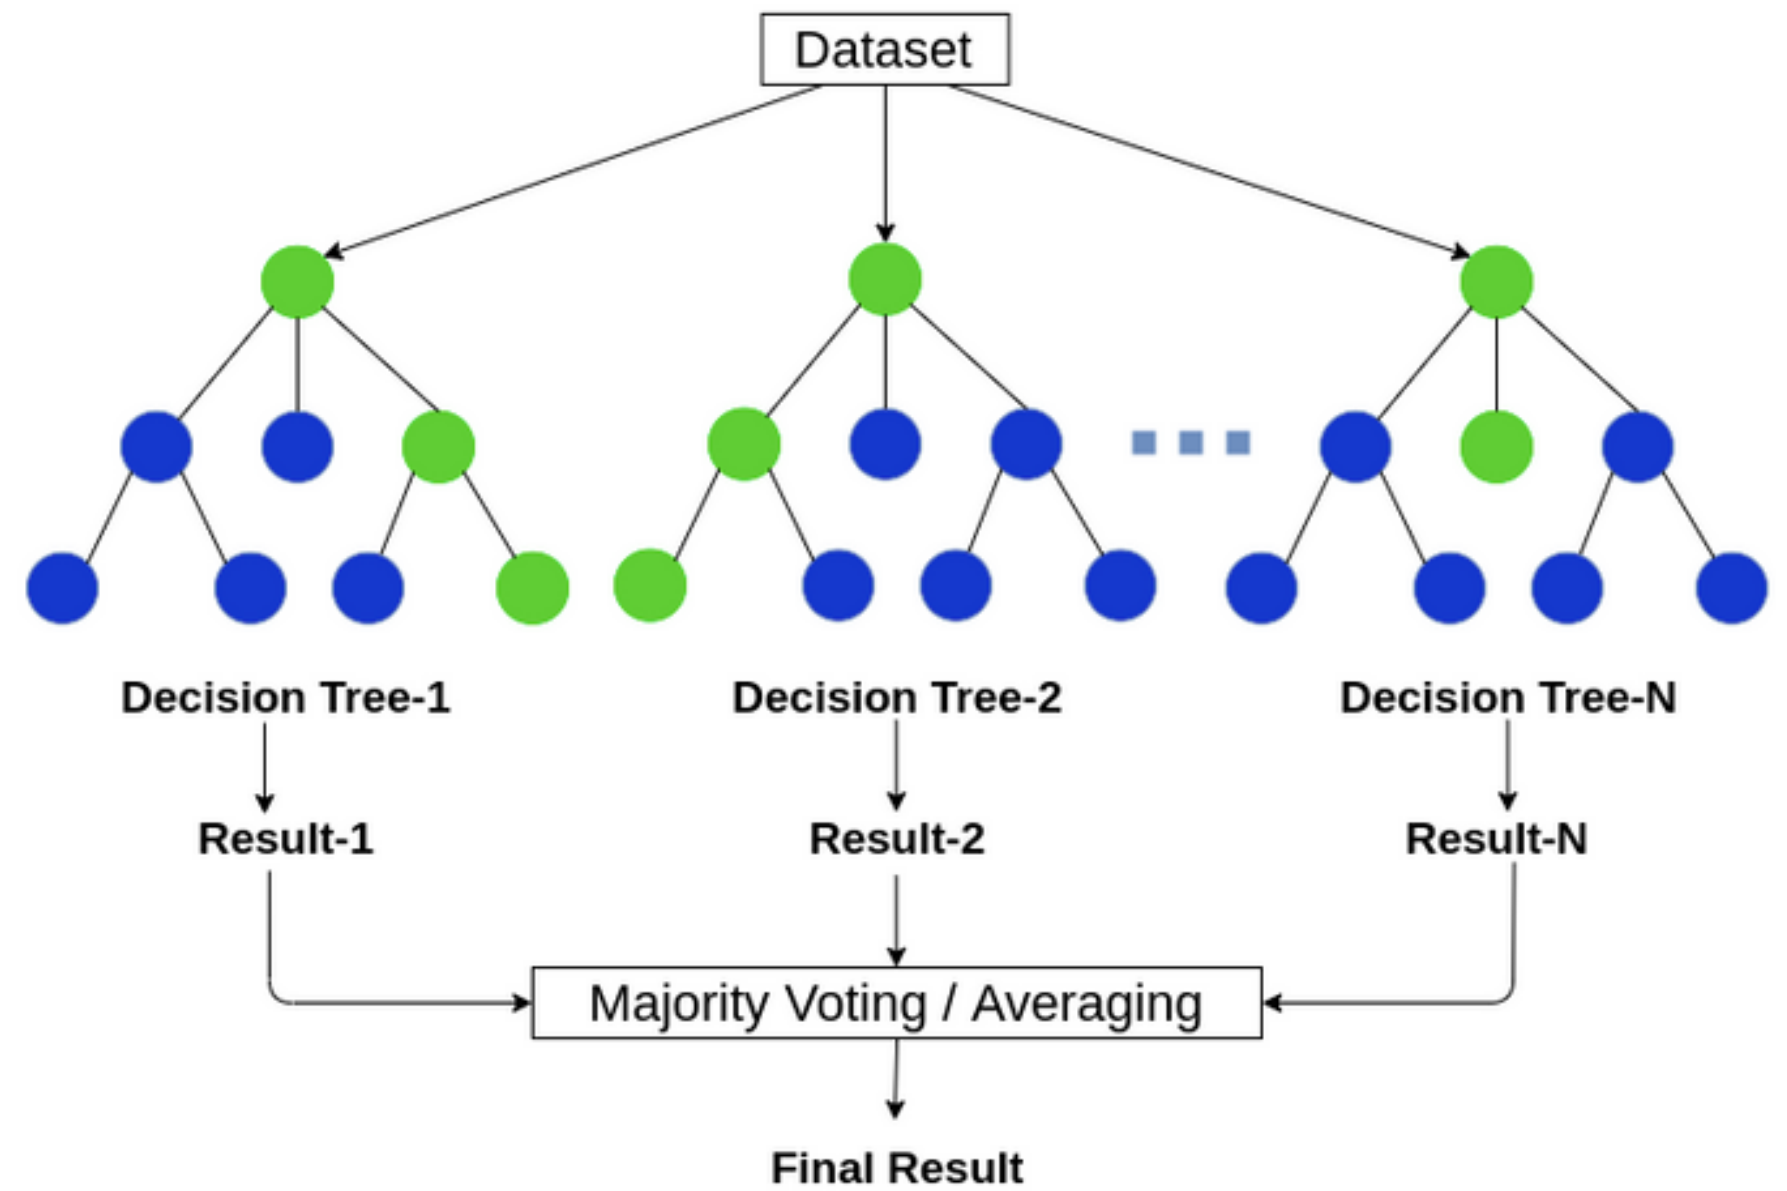 Dataset
Decision Tree-1
Decision Tree-2
Decision Tree-N
Result-1
Result-2
Result-N
Majority Voting / Averaging
Final Result